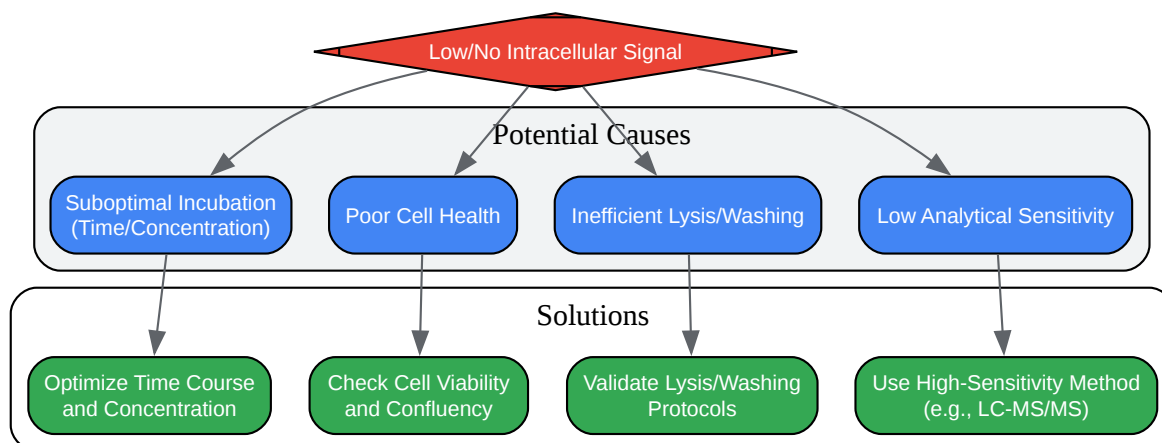 Low/No Intracellular Signal
Potential Causes
Suboptimal Incubation
(Time/Concentration)
Poor Cell Health
Inefficient Lysis/Washing
Low Analytical Sensitivity
Solutions
Optimize Time Course
and Concentration
Check Cell Viability
and Confluency
Validate Lysis/Washing
Protocols
Use High-Sensitivity Method
(e.g., LC-MS/MS)